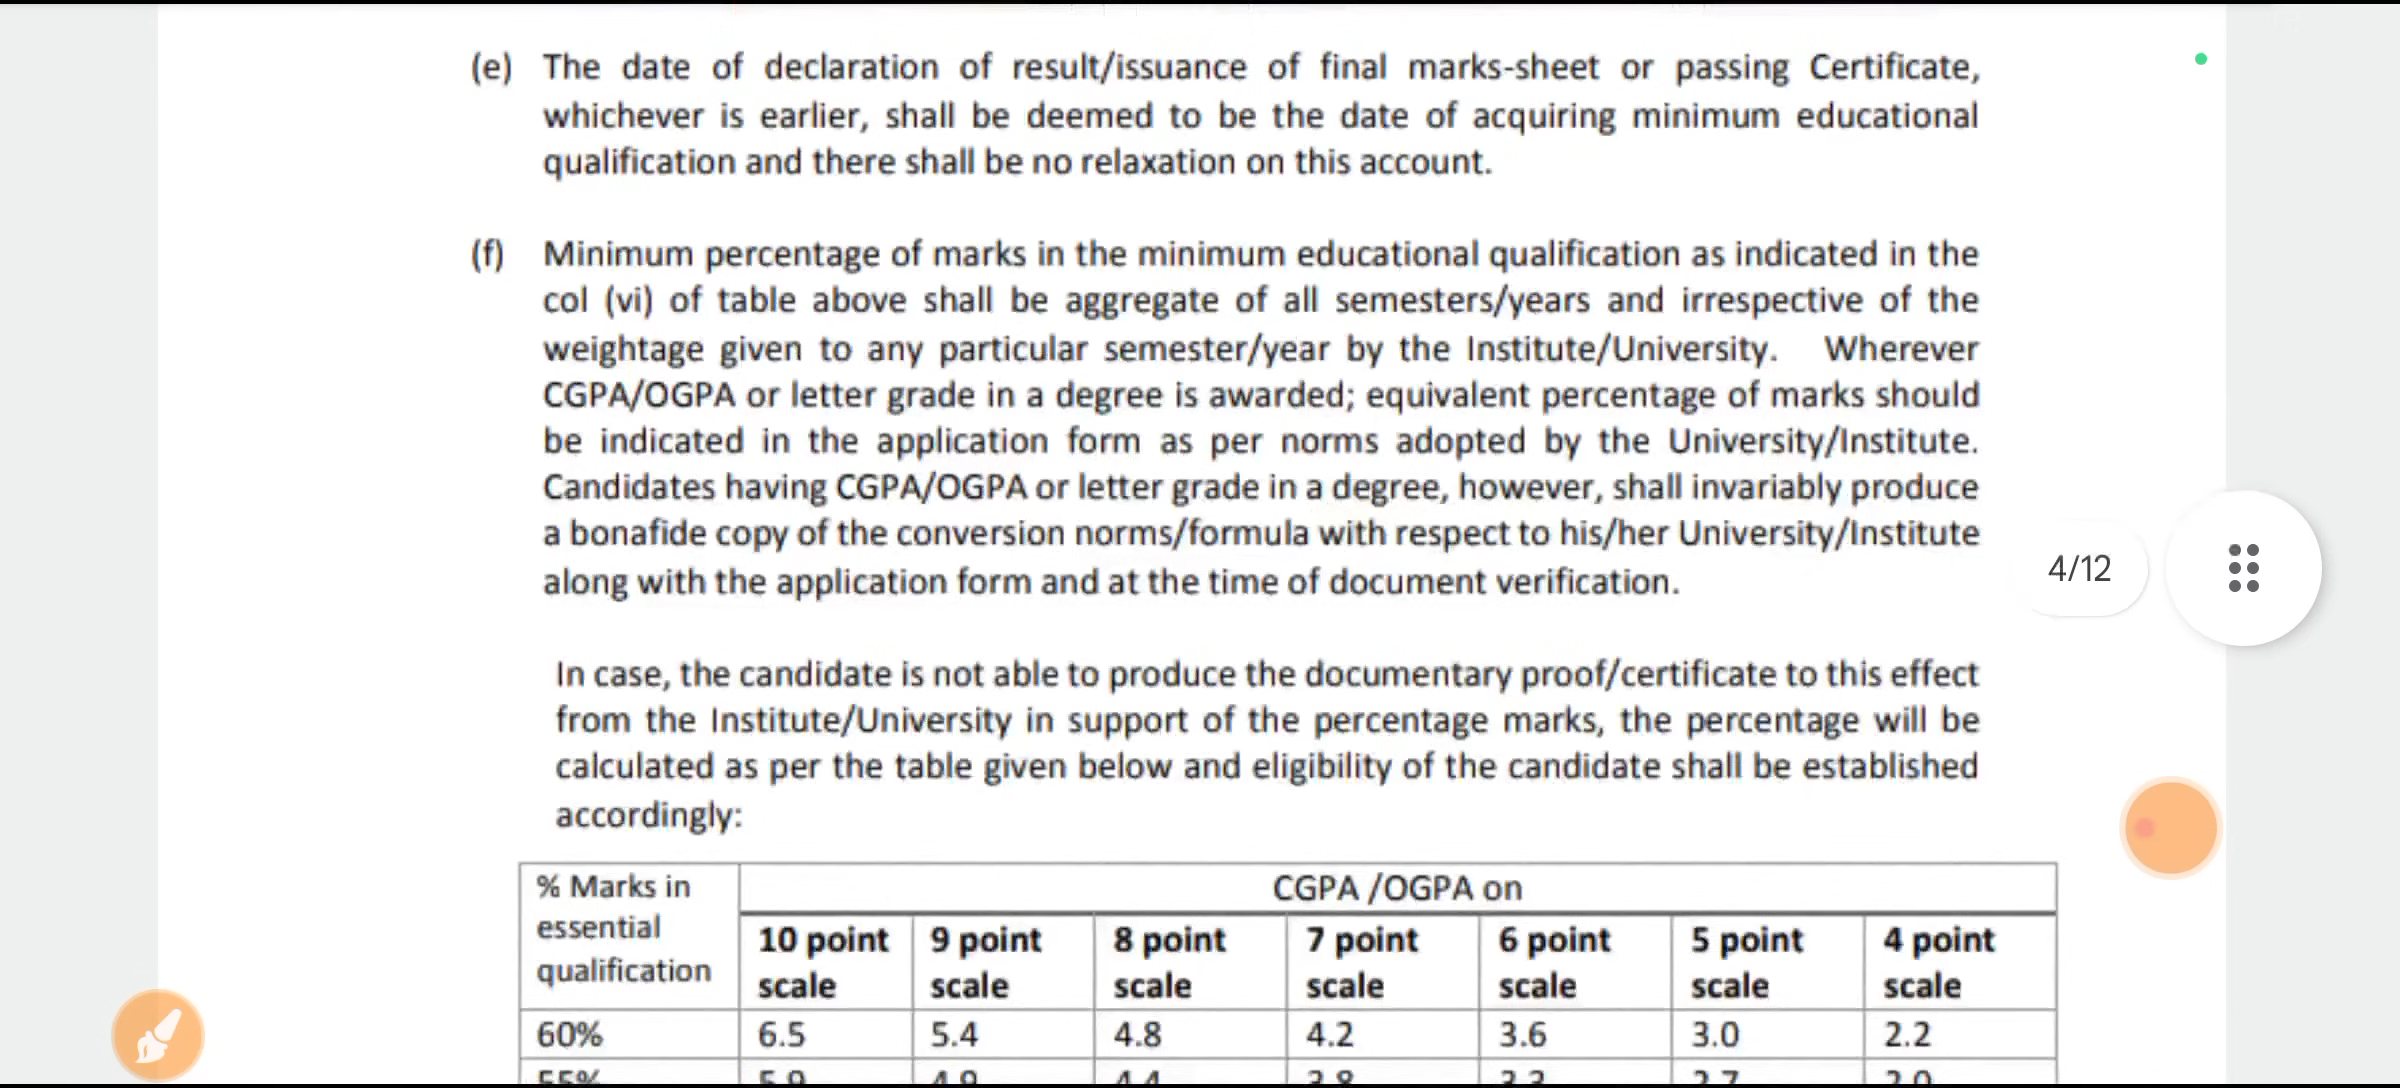 (e) The date of declaration of result/issuance of final marks-sheet or passing Certificate,
whichever is earlier, shall be deemed to be the date of acquiring minimum educational
qualification and there shall be no relaxation on this account.
(f) Minimum percentage of marks in the minimum educational qualification as indicated in the
col (vi) of table above shall be aggregate of all semesters/years and irrespective of the
weightage given to any particular semester/year by the Institute/University. Wherever
CGPA/OGPA or letter grade in a degree is awarded; equivalent percentage of marks should
be indicated in the application form as per norms adopted by the University/Institute.
Candidates having CGPA/OGPA or letter grade in a degree, however, shall invariably produce
a bonafide copy of the conversion norms/formula with respect to his/her University/Institute
along with the application form and at the time of document verification.
4/12
In case, the candidate is not able to produce the documentary proof/certificate to this effect
from the Institute/University in support of the percentage marks, the percentage will be
calculated as per the table given below and eligibility of the candidate shall be established
accordingly:
% Marks in
essential
qualification
CGPA /OGPA on
10 point scale
9 point scale
8 point scale
7 point scale
6 point scale
5 point scale
4 point scale
60% 6.5 5.4 4.8 4.2 3.6 3.0 2.2